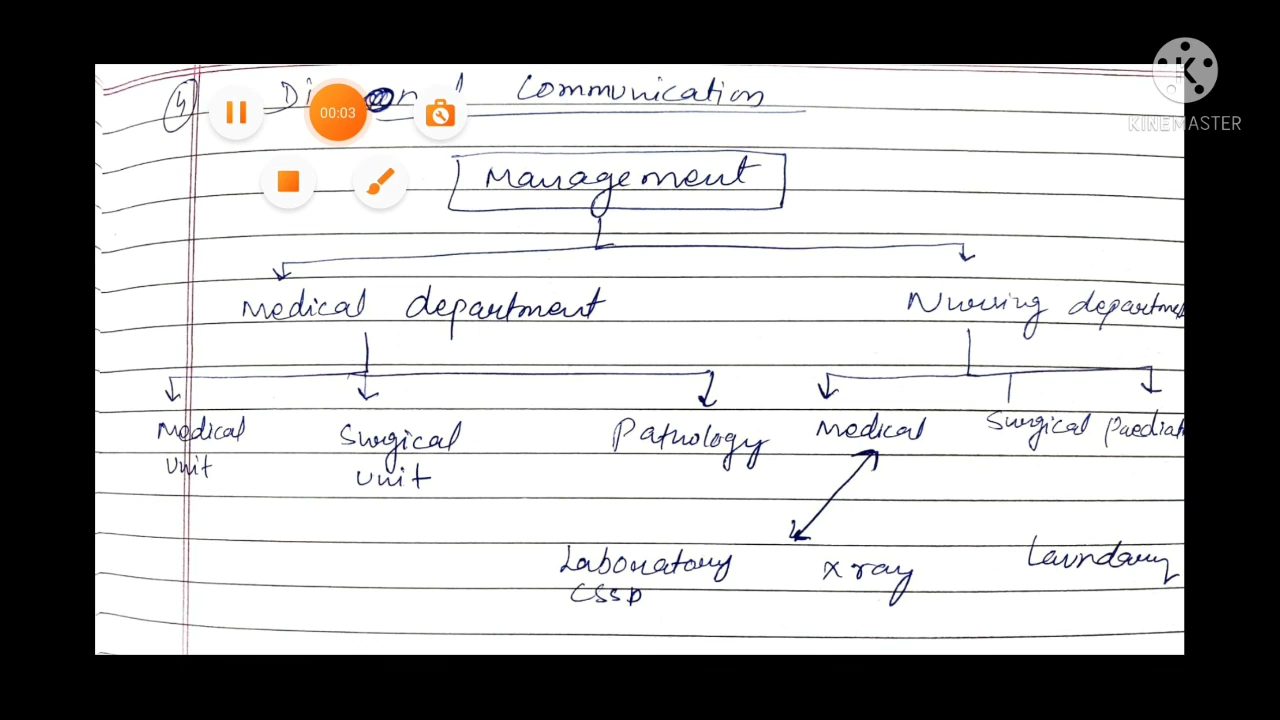 4 Communication
00:03
KINEMASTER
Management
Medical department Nursing departme
Medical unit Surgical unit Pathology Medical Surgical Paediat
Laboratory X ray Laundary
CSSD